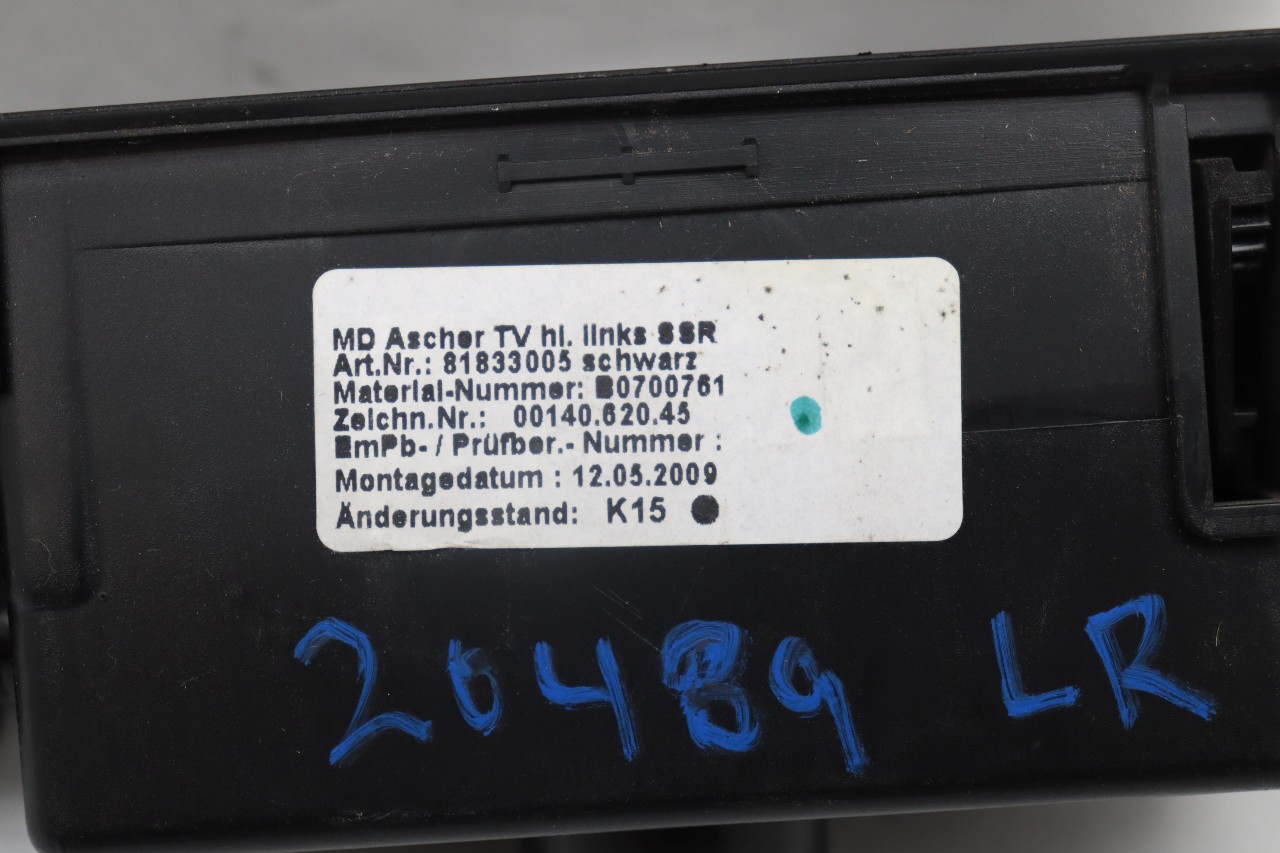 MD Ascher TV hl. links SSR
Art.Nr.: 81833005 schwarz
Material-Nummer: B0700761
Zeichn.Nr.: 00140.620.45
EmPb- / Prüfber.- Nummer :
Montagedatum : 12.05.2009
Änderungsstand: K15
20489 LR